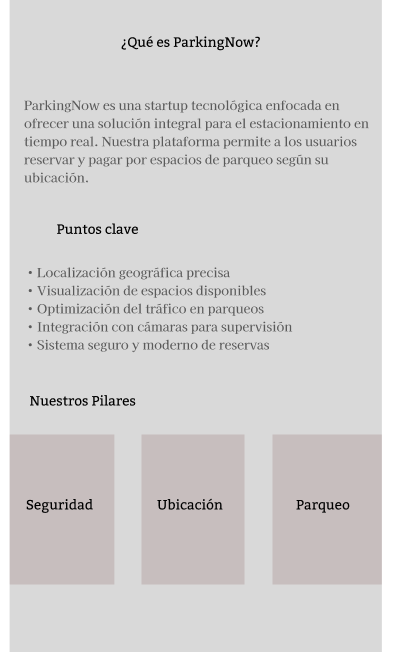 ¿Qué es ParkingNow?
ParkingNow es una startup tecnológica enfocada en
ofrecer una solución integral para el estacionamiento en
tiempo real. Nuestra plataforma permite a los usuarios
reservar y pagar por espacios de parqueo según su
ubicación.
Puntos clave
• Localización geográfica precisa
• Visualización de espacios disponibles
• Optimización del tráfico en parqueos
• Integración con cámaras para supervisión
• Sistema seguro y moderno de reservas
Nuestros Pilares
Seguridad
Ubicación
Parqueo